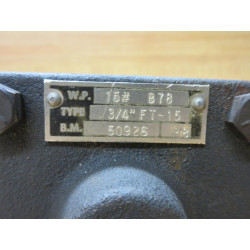 W.P. 15# B78
TYPE 3/4" FT-15
B.M. 50926